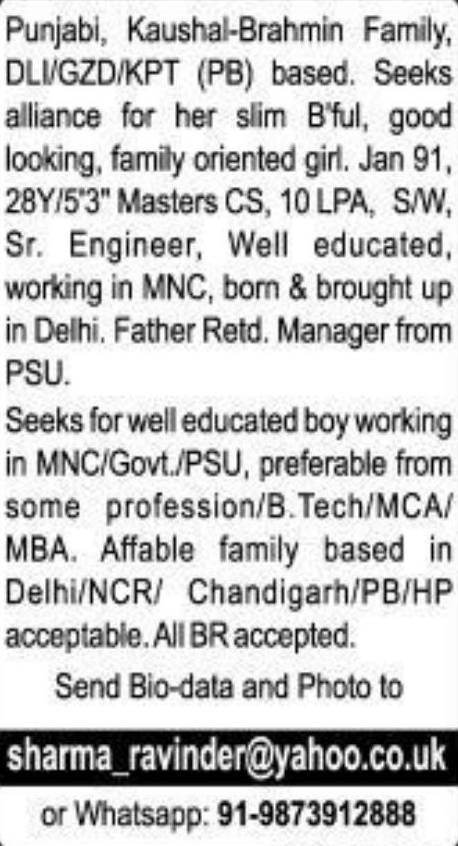 Punjabi, Kaushal-Brahmin Family,
DLI/GZD/KPT (PB) based. Seeks
alliance for her slim B'ful, good
looking, family oriented girl. Jan 91,
28Y/5'3" Masters CS, 10 LPA, S/W,
Sr. Engineer, Well educated,
working in MNC, born & brought up
in Delhi. Father Retd. Manager from
PSU.
Seeks for well educated boy working
in MNC/Govt./PSU, preferable from
some profession/B.Tech/MCA/
MBA. Affable family based in
Delhi/NCR/ Chandigarh/PB/HP
acceptable. All BR accepted.
Send Bio-data and Photo to
sharma_ravinder@yahoo.co.uk
or Whatsapp: 91-9873912888